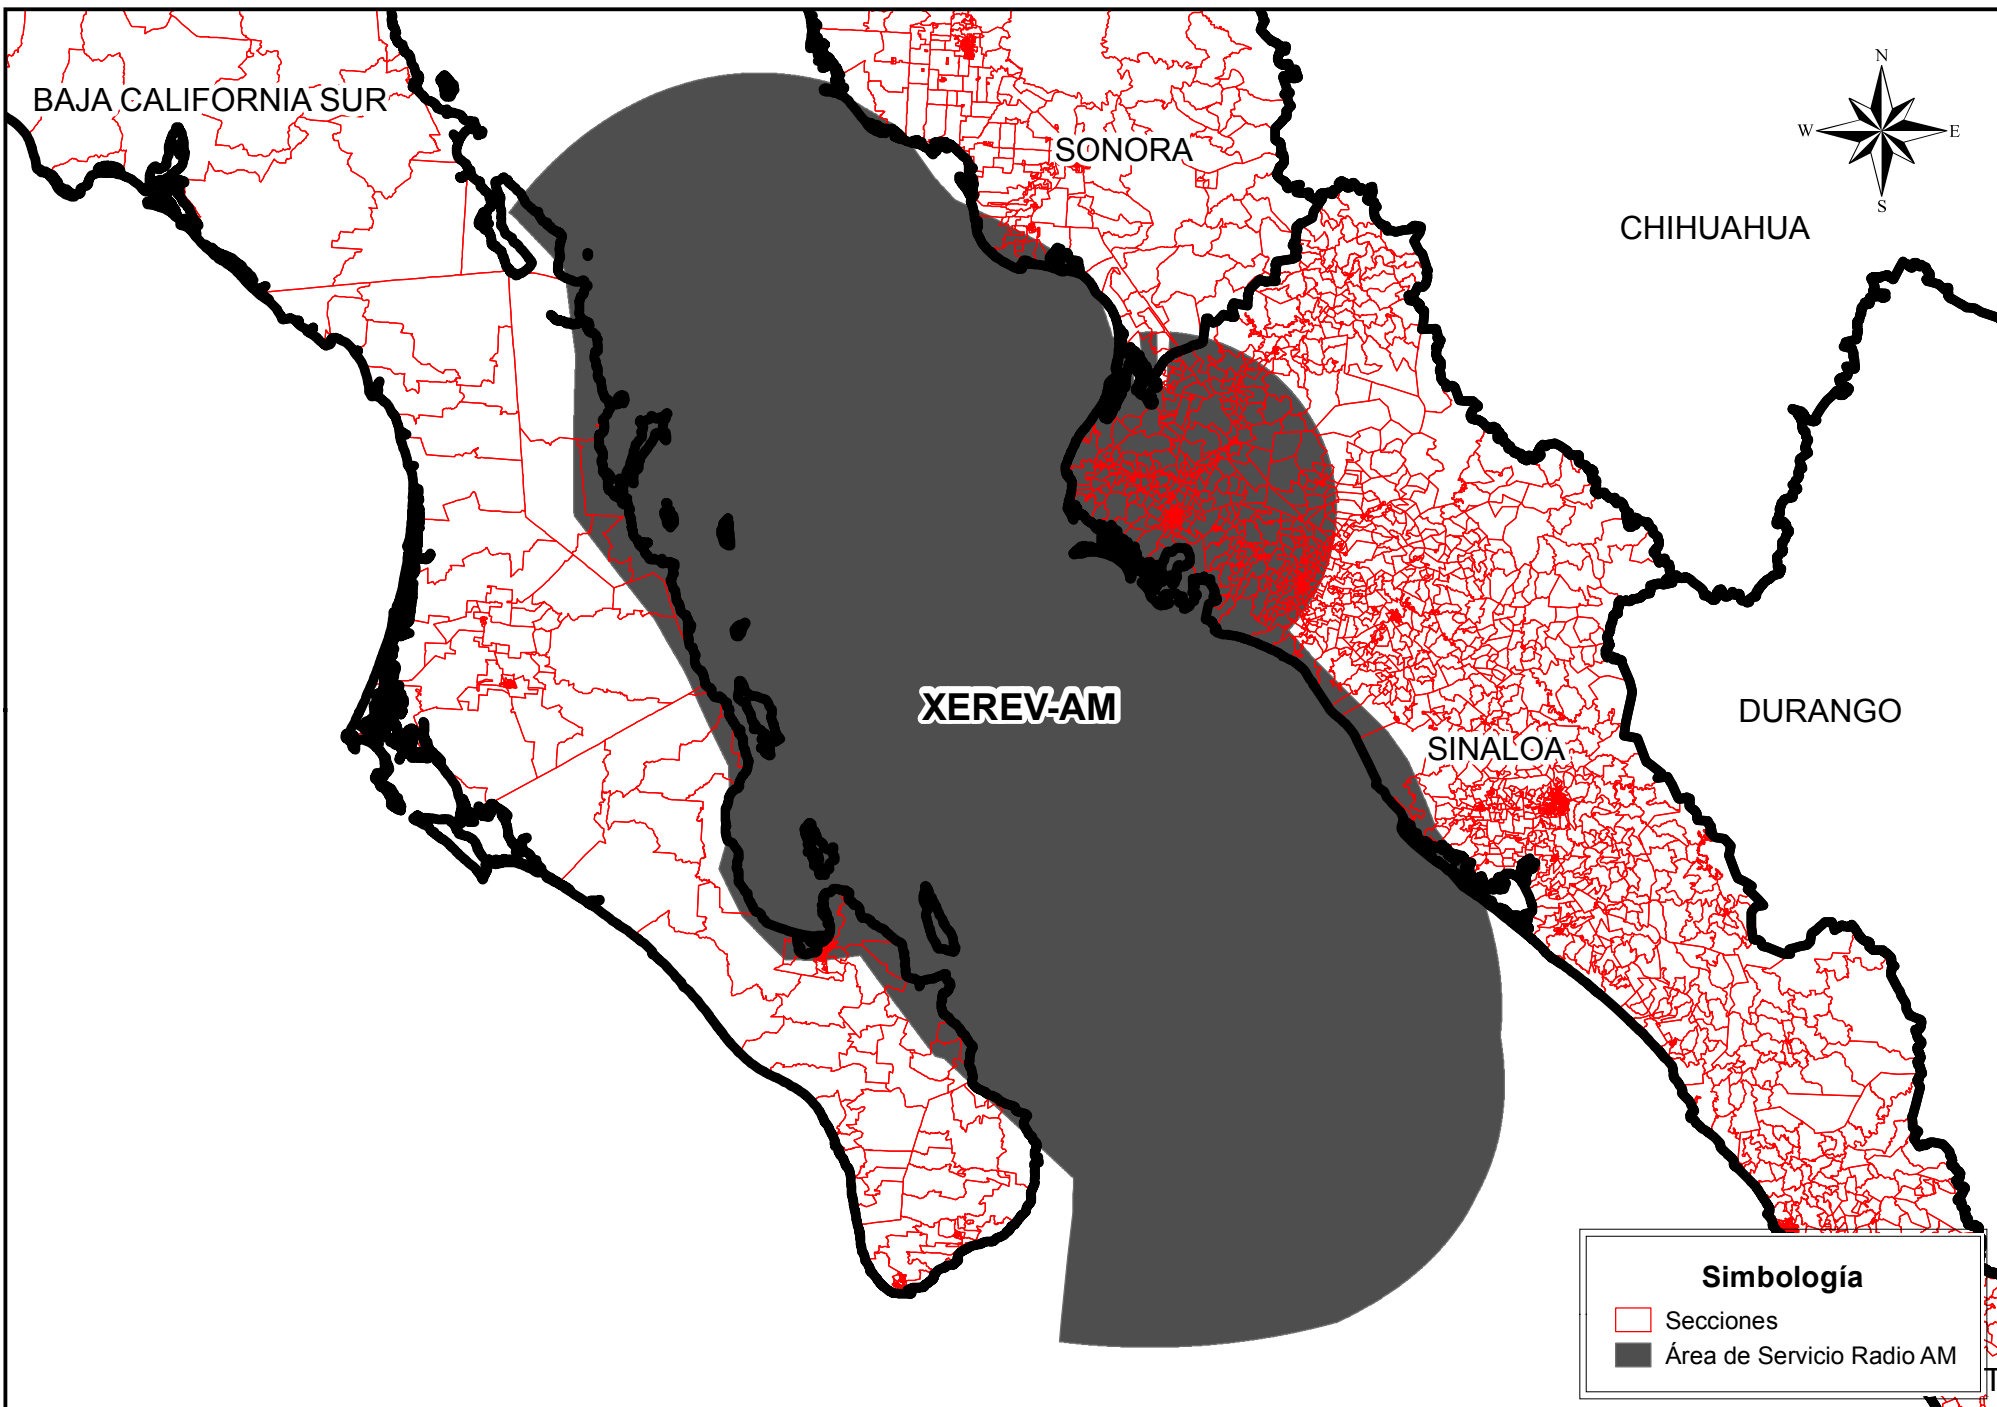 N
BAJA CALIFORNIA SUR
W
E
SONORA
S
CHIHUAHUA
XEREV-AM
DURANGO
SINALOA
Simbología
Secciones
Área de Servicio Radio AM